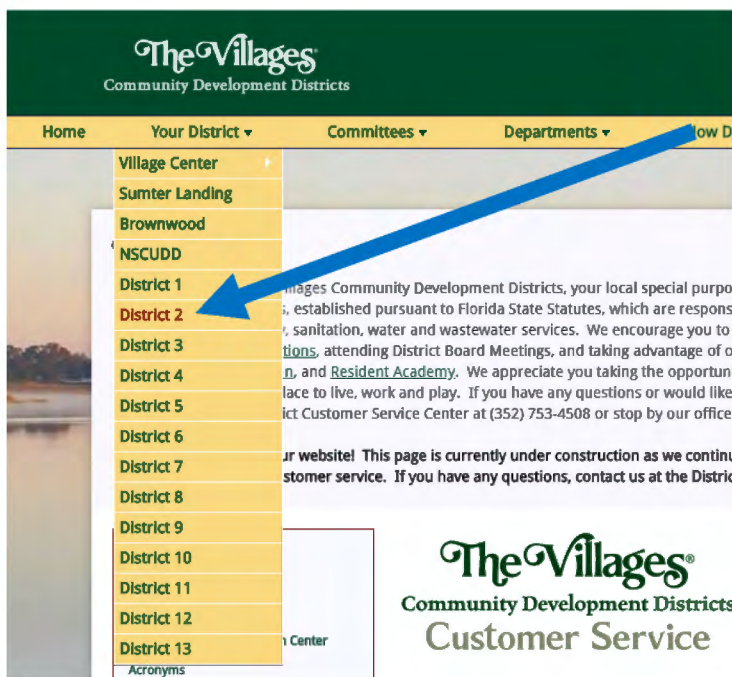 The Villages
Community Development Districts
Home Your District Committees Departments ow D
Village Center
Sumter Landing
Brownwood
NSCUDD
District 1
District 2
District 3
District 4
District 5
District 6
District 7
District 8
District 9
District 10
District 11
District 12
District 13
llages Community Development Districts, your local special purpo
s, established pursuant to Florida State Statutes, which are respons
, sanitation, water and wastewater services. We encourage you to
tions, attending District Board Meetings, and taking advantage of o
n, and Resident Academy. We appreciate you taking the opportun
lace to live, work and play. If you have any questions or would like
ict Customer Service Center at (352) 753-4508 or stop by our office
ur website! This page is currently under construction as we continu
stomer service. If you have any questions, contact us at the Distric
n Center
Acronyms
The Villages®
Community Development Districts
Customer Service